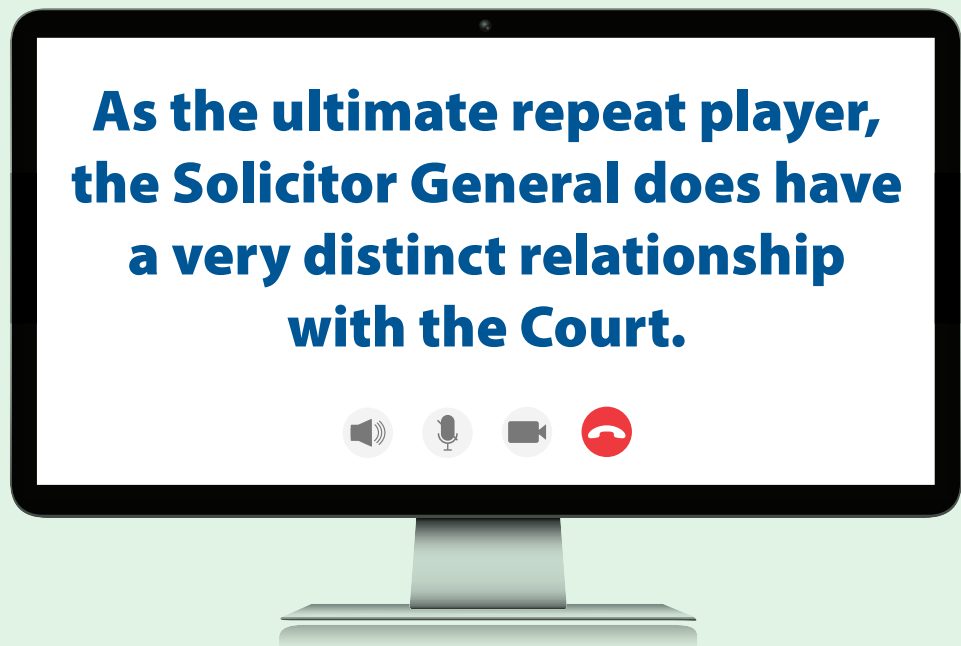 As the ultimate repeat player,
the Solicitor General does have
a very distinct relationship
with the Court.